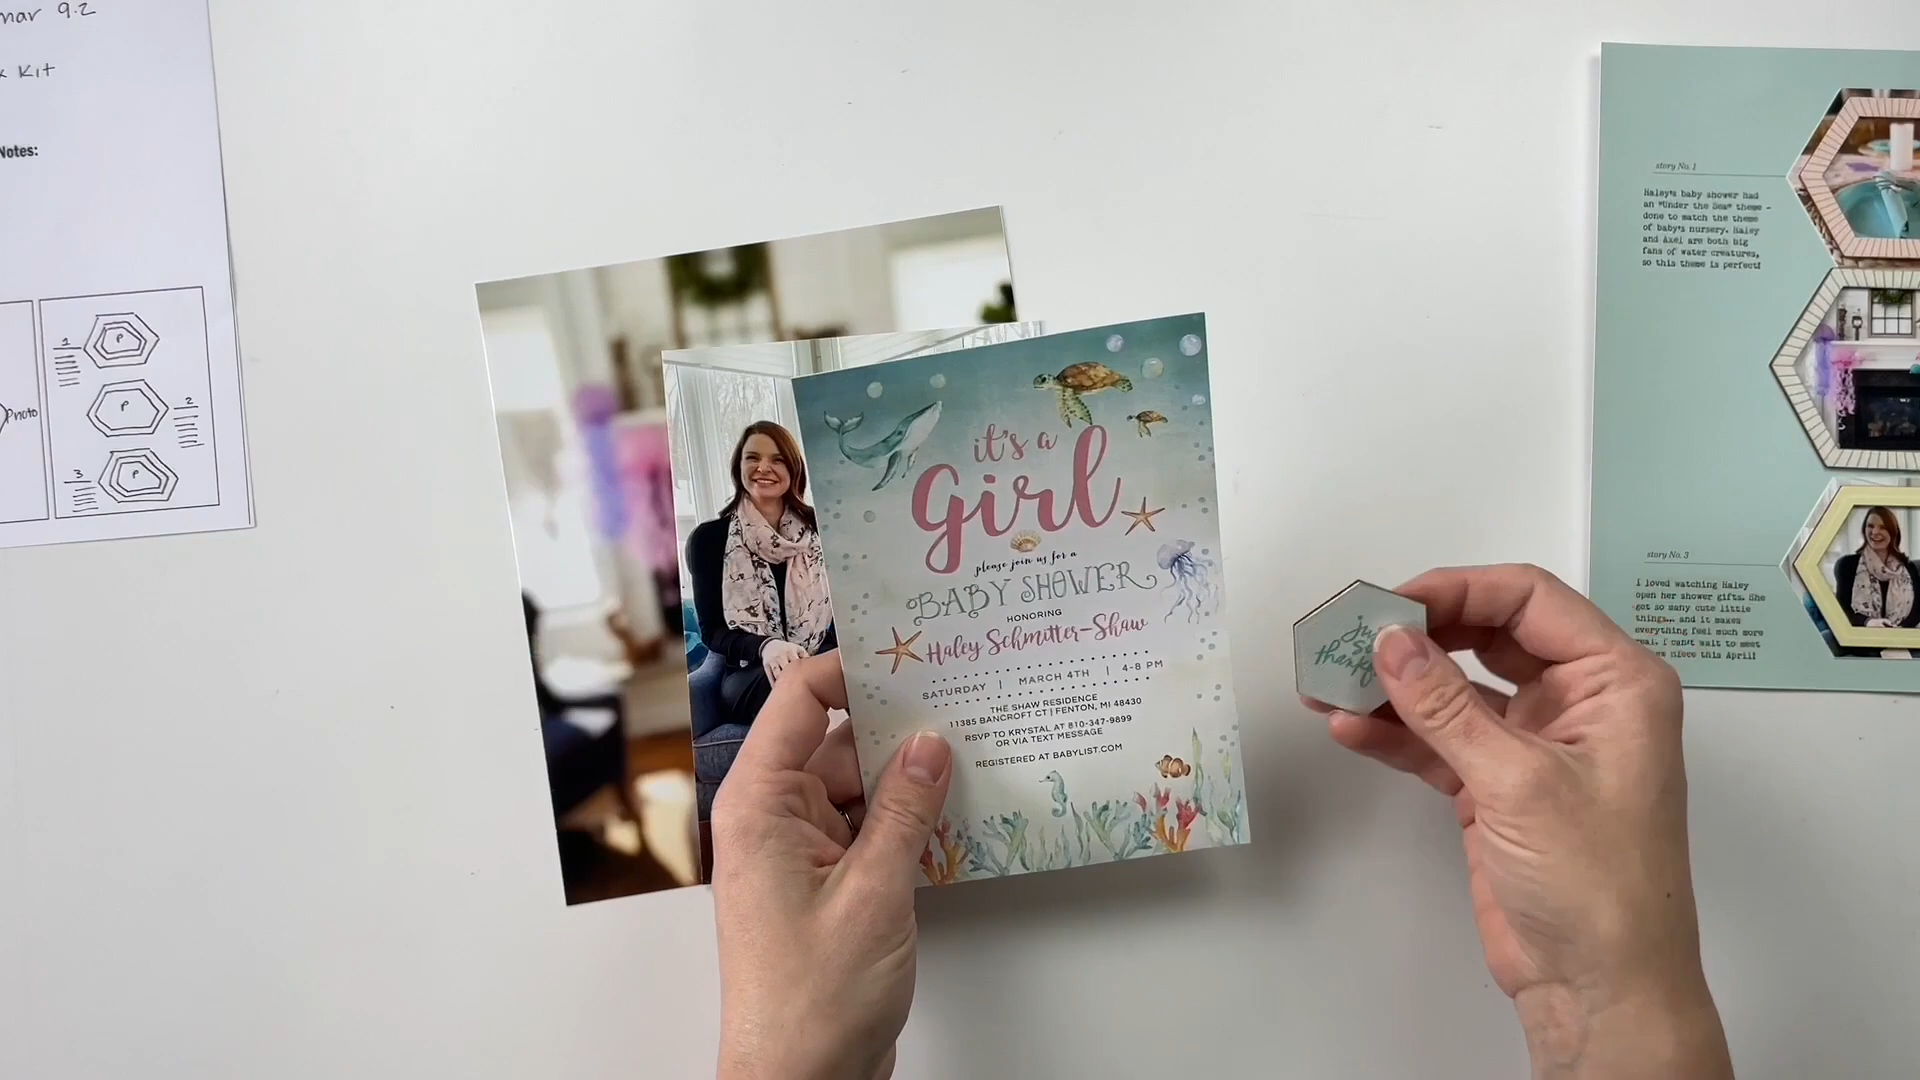 9.2
Kit
Notes:
1
P
2
P
Photo
3
P
it's a
girl
please join us for a
BABY SHOWER
HONORING
Haley Schmitter-Shaw
SATURDAY | MARCH 4TH | 4-8 PM
THE SHAW RESIDENCE
11385 BANCROFT CT | FENTON, MI 48430
RSVP TO KRYSTAL AT 810-347-9899
OR VIA TEXT MESSAGE
REGISTERED AT BABYLIST.COM
story No. 1
Haley's baby shower had
an "Under the Sea" theme -
done to match the theme
of baby's nursery. Haley
and Axel are both big
fans of water creatures,
so this theme is perfect!
story No. 3
I loved watching Haley
open her shower gifts. She
got so many cute little
things... and it makes
everything feel much more
real. I can't wait to meet
niece this April!